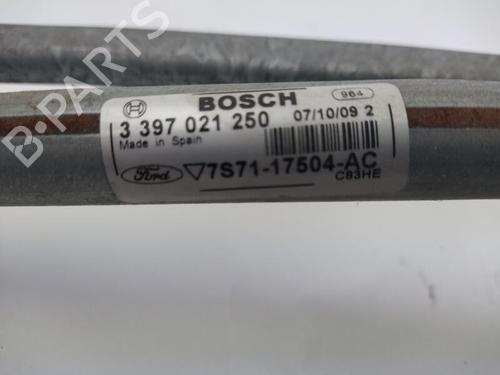 B-PARTS
BOSCH
964
3 397 021 250
07/10/09 2
Made in Spain
Ford
7S71-17504-AC
C83HE